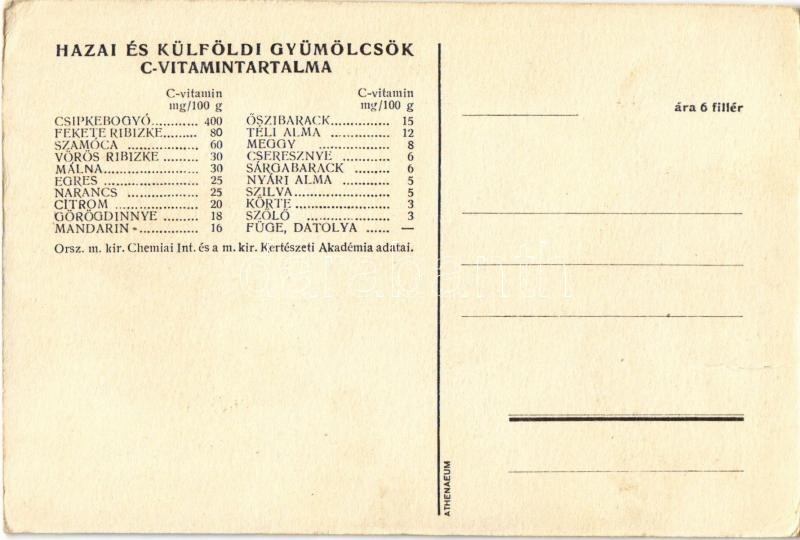 HAZAI ÉS KÜLFÖLDI GYÜMÖLCSÖK
C-VITAMINTARTALMA
C-vitamin
mg/100 g
CSIPKEBOGYÓ........... 400
FEKETE RIBIZKE......... 80
SZAMÓCA ................. 60
VÖRÖS RIBIZKE ......... 30
MÁLNA..................... 30
EGRES ..................... 25
NARANCS ................. 25
CITROM ................... 20
GÖRÖGDINNYE ......... 18
MANDARIN ............... 16
C-vitamin
mg/100 g
ŐSZIBARACK............... 15
TÉLI ALMA ............... 12
MEGGY ................... 8
CSERESZNYE ............. 6
SÁRGABARACK ......... 6
NYÁRI ALMA ............. 5
SZILVA..................... 5
KÖRTE ..................... 3
SZŐLŐ ..................... 3
FÜGE, DATOLYA ...... —
Orsz. m. kir. Chemiai Int. és a m. kir. Kertészeti Akadémia adatai.
ára 6 fillér
ATHENAEUM
darabanth